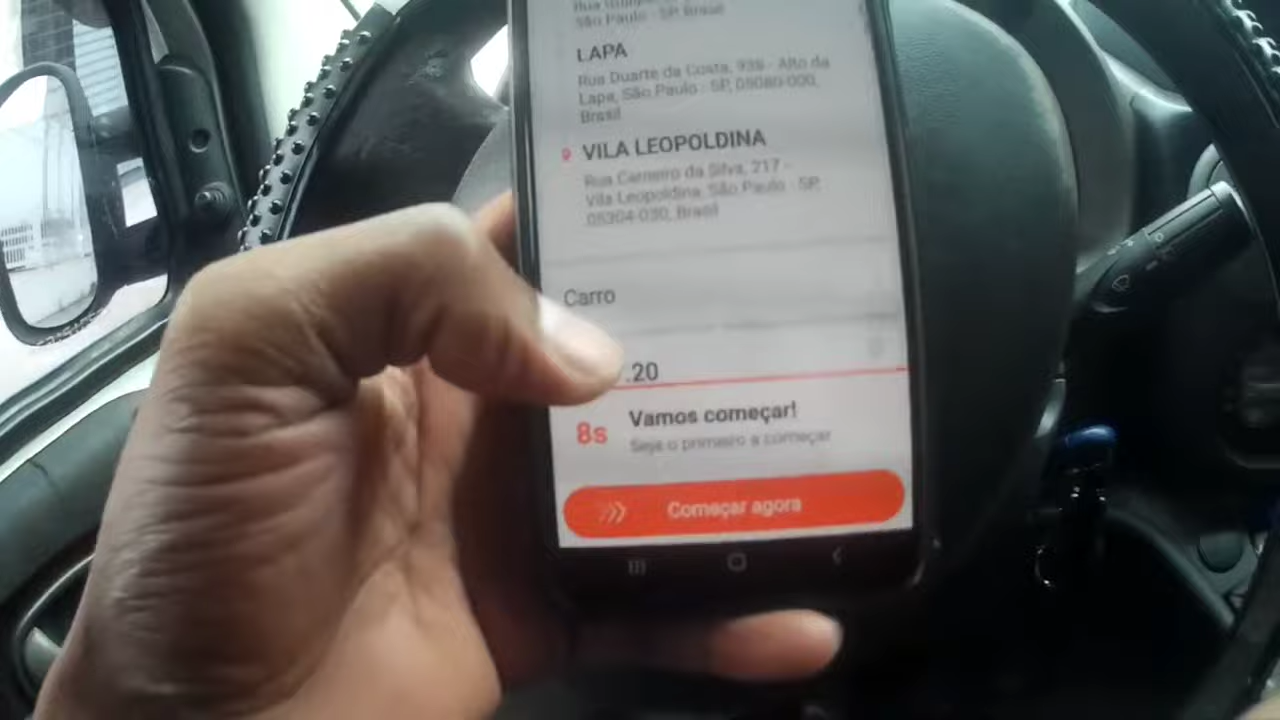 São Paulo - SP, Brasil
LAPA
Rua Duarte da Costa, 939 - Alto da
Lapa, São Paulo - SP, 05080-000,
Brasil
VILA LEOPOLDINA
Rua Carneiro da Silva, 217 -
Vila Leopoldina, São Paulo - SP,
05304-030, Brasil
Carro
.20
8s
Vamos começar!
Seja o primeiro a começar
Começar agora